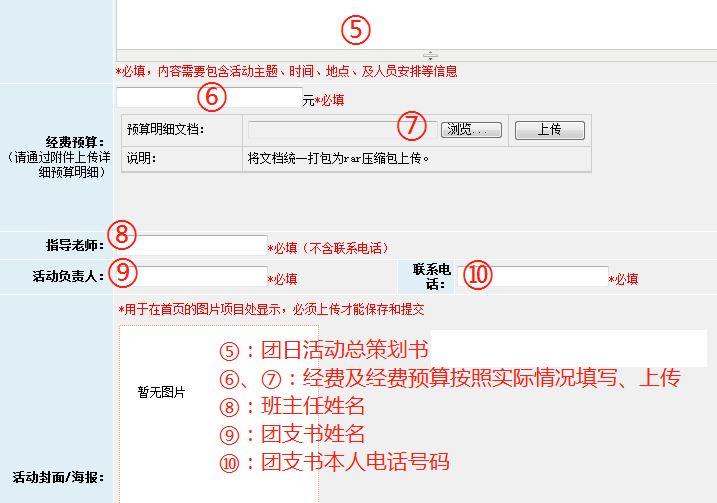 ⑤
*必填，内容需要包含活动主题、时间、地点、及人员安排等信息
⑥ 元*必填
经费预算：
（请通过附件上传详
细预算明细）
预算明细文档： ⑦ 浏览... 上传
说明： 将文档统一打包为rar压缩包上传。
指导老师： ⑧ *必填（不含联系电话）
活动负责人： ⑨ *必填 联系电
话： ⑩ *必填
*用于在首页的图片项目处显示，必须上传才能保存和提交
暂无图片
⑤：团日活动总策划书
⑥、⑦：经费及经费预算按照实际情况填写、上传
⑧：班主任姓名
⑨：团支书姓名
⑩：团支书本人电话号码
活动封面/海报：